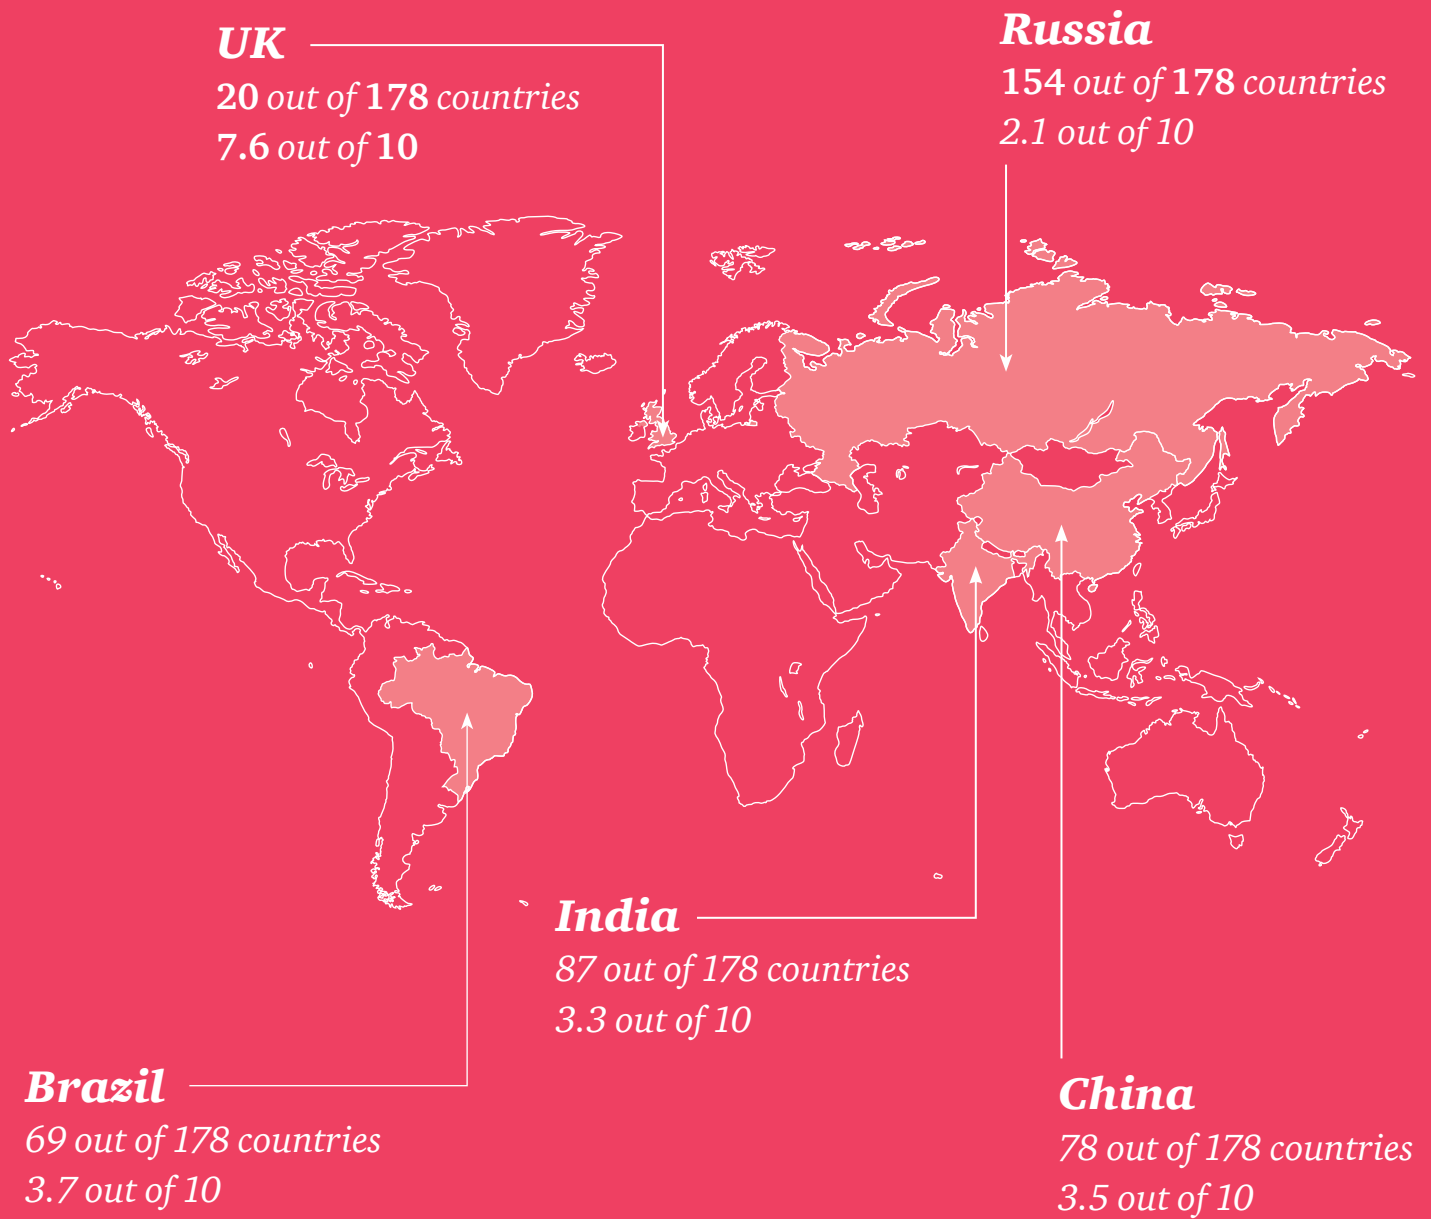 UK
20 out of 178 countries
7.6 out of 10
Russia
154 out of 178 countries
2.1 out of 10
India
87 out of 178 countries
3.3 out of 10
Brazil
69 out of 178 countries
3.7 out of 10
China
78 out of 178 countries
3.5 out of 10